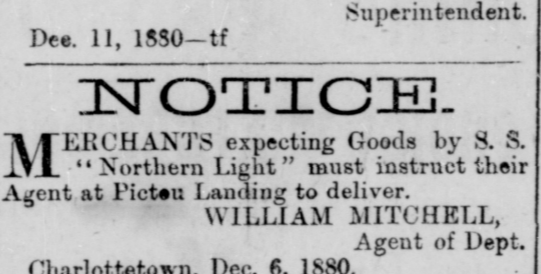 Superintendent.
Dec. 11, 1880—tf
NOTICE.
MERCHANTS expecting Goods by S. S.
"Northern Light" must instruct their
Agent at Pictou Landing to deliver.
WILLIAM MITCHELL,
Agent of Dept.
Charlottetown, Dec. 6, 1880.